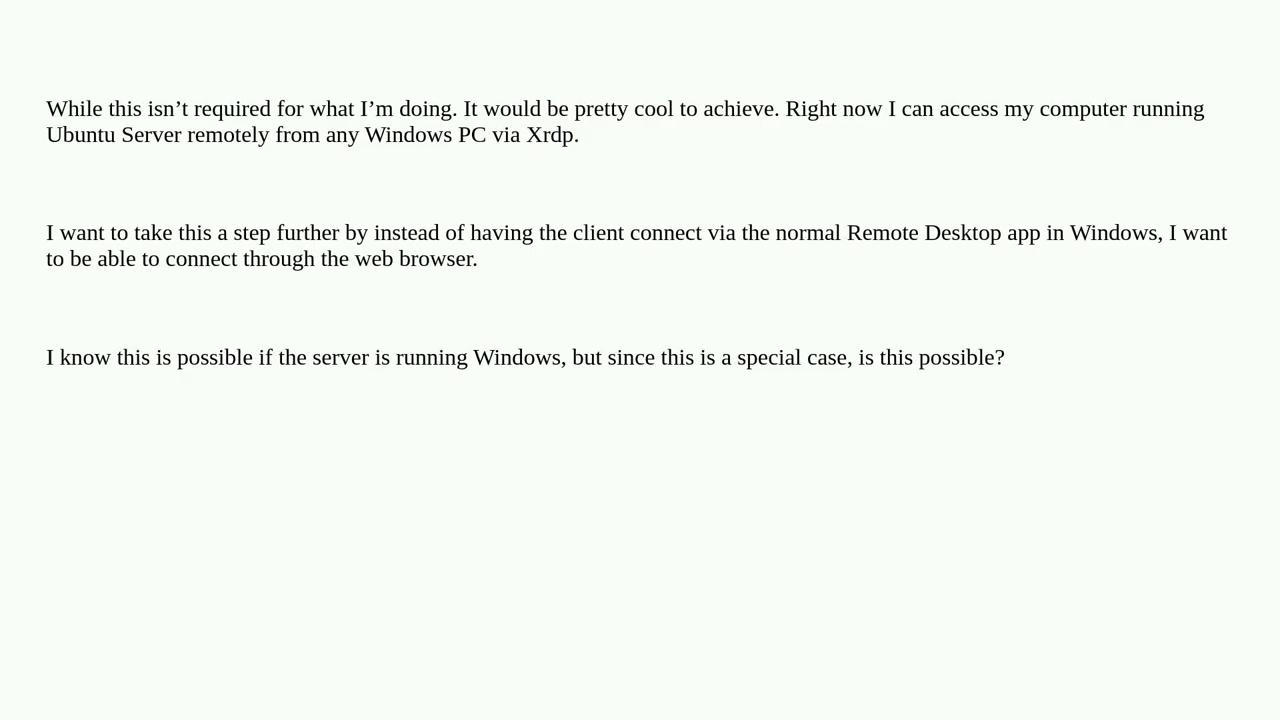 While this isn’t required for what I’m doing. It would be pretty cool to achieve. Right now I can access my computer running
Ubuntu Server remotely from any Windows PC via Xrdp.
I want to take this a step further by instead of having the client connect via the normal Remote Desktop app in Windows, I want
to be able to connect through the web browser.
I know this is possible if the server is running Windows, but since this is a special case, is this possible?